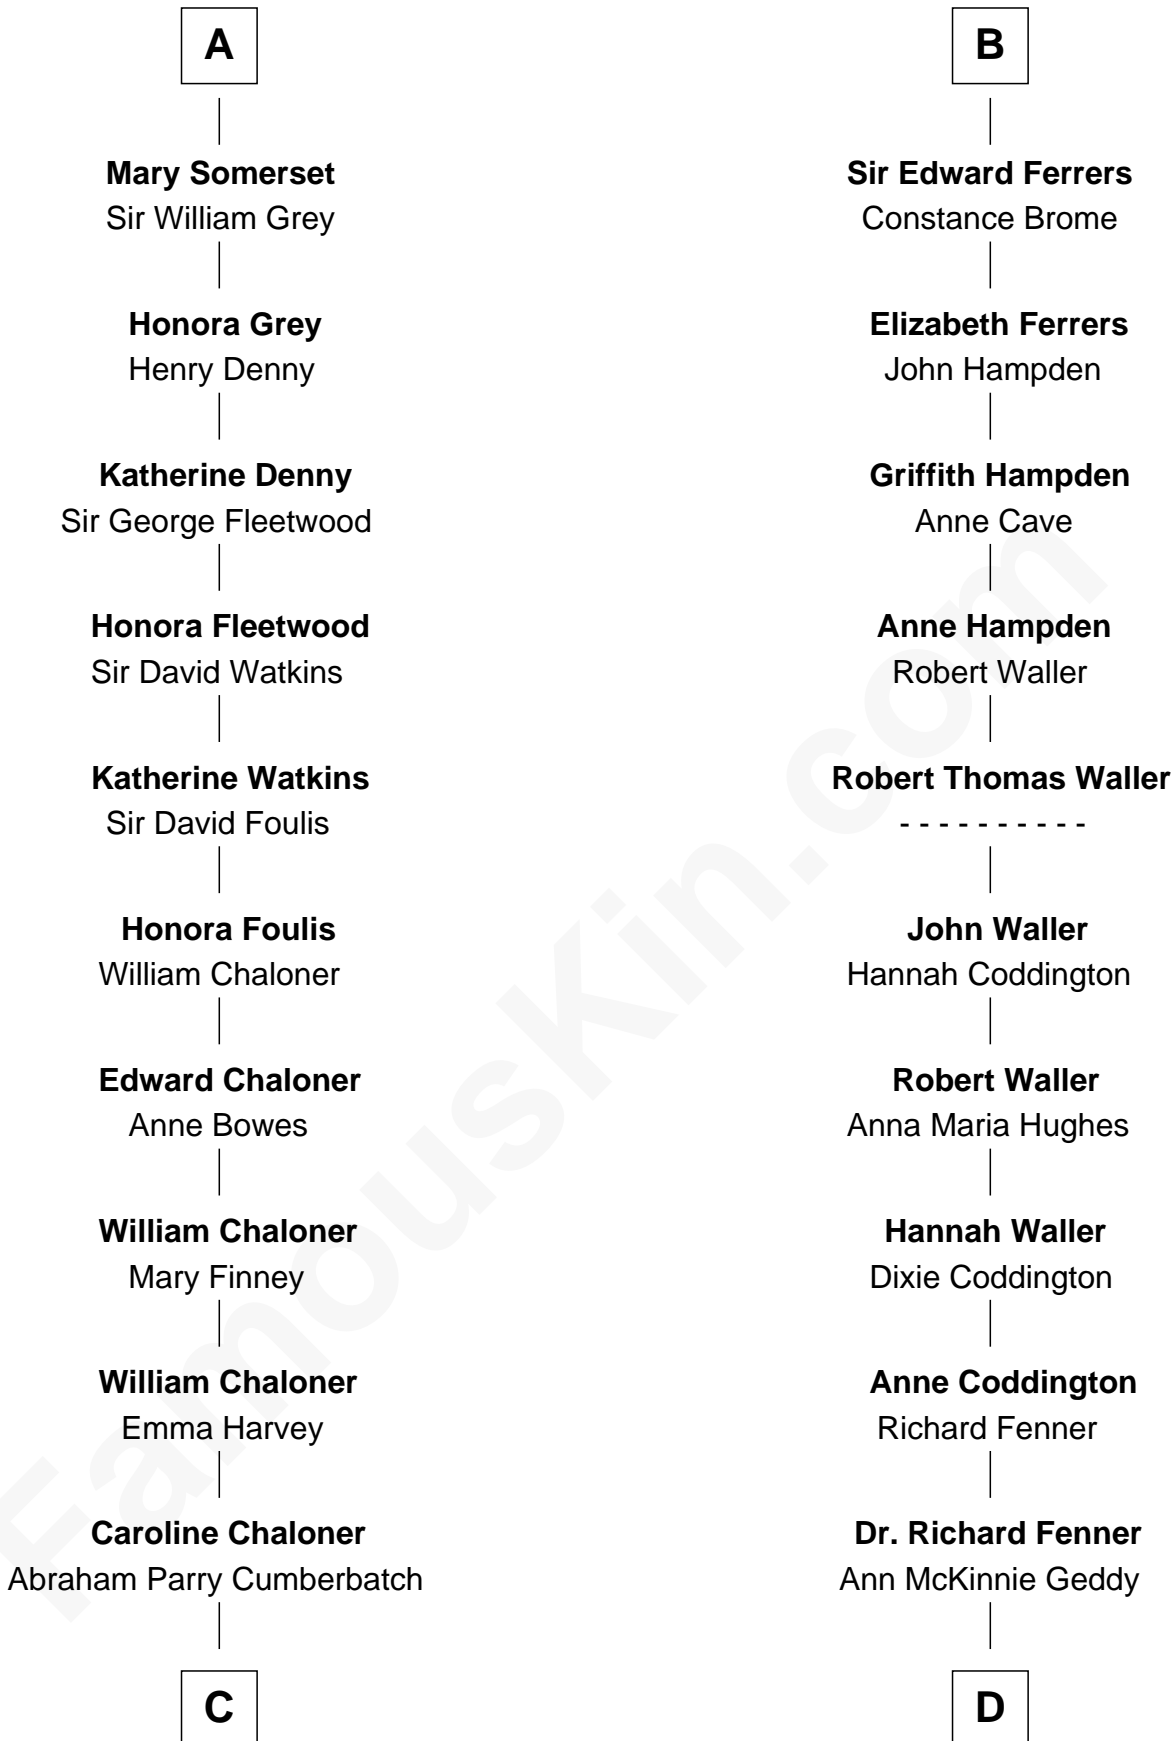 A
Mary Somerset
Sir William Grey
Honora Grey
Henry Denny
Katherine Denny
Sir George Fleetwood
Honora Fleetwood
Sir David Watkins
Katherine Watkins
Sir David Foulis
Honora Foulis
William Chaloner
Edward Chaloner
Anne Bowes
William Chaloner
Mary Finney
William Chaloner
Emma Harvey
Caroline Chaloner
Abraham Parry Cumberbatch
C
B
Sir Edward Ferrers
Constance Brome
Elizabeth Ferrers
John Hampden
Griffith Hampden
Anne Cave
Anne Hampden
Robert Waller
Robert Thomas Waller
- - - - - - - - - -
John Waller
Hannah Coddington
Robert Waller
Anna Maria Hughes
Hannah Waller
Dixie Coddington
Anne Coddington
Richard Fenner
Dr. Richard Fenner
Ann McKinnie Geddy
D
FamousKin.com